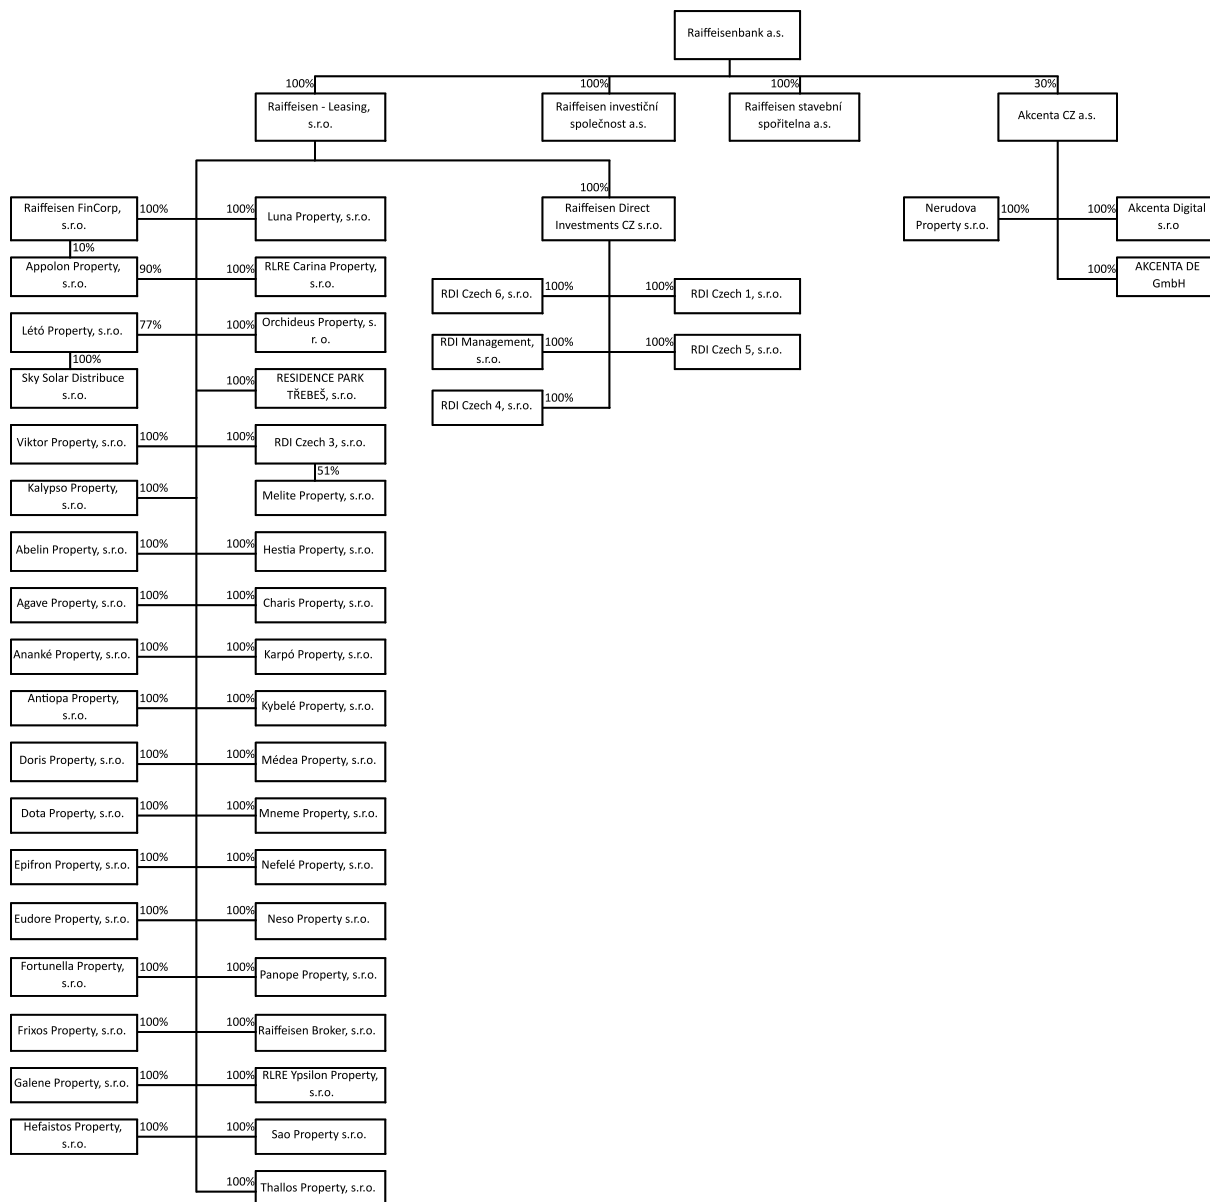 Raiffeisenbank a.s.
100%
100%
100%
30%
Raiffeisen - Leasing,
s.r.o.
Raiffeisen investiční
společnost a.s.
Raiffeisen stavební
spořitelna a.s.
Akcenta CZ a.s.
100%
Raiffeisen FinCorp,
s.r.o.
100%
100%
Luna Property, s.r.o.
Raiffeisen Direct
Investments CZ s.r.o.
Nerudova
Property s.r.o.
100%
100%
Akcenta Digital
s.r.o
10%
Appolon Property,
s.r.o.
90%
100%
RLRE Carina Property,
s.r.o.
100%
AKCENTA DE
GmbH
RDI Czech 6, s.r.o.
100%
100%
RDI Czech 1, s.r.o.
Létó Property, s.r.o.
77%
100%
Orchideus Property, s.
r. o.
RDI Management,
s.r.o.
100%
100%
RDI Czech 5, s.r.o.
100%
Sky Solar Distribuce
s.r.o.
100%
RESIDENCE PARK
TŘEBEŠ, s.r.o.
RDI Czech 4, s.r.o.
100%
Viktor Property, s.r.o.
100%
100%
RDI Czech 3, s.r.o.
51%
Kalypso Property,
s.r.o.
100%
Melite Property, s.r.o.
Abelin Property, s.r.o.
100%
100%
Hestia Property, s.r.o.
Agave Property, s.r.o.
100%
100%
Charis Property, s.r.o.
Ananké Property, s.r.o.
100%
100%
Karpó Property, s.r.o.
Antiopa Property,
s.r.o.
100%
100%
Kybelé Property, s.r.o.
Doris Property, s.r.o.
100%
100%
Médea Property, s.r.o.
Dota Property, s.r.o.
100%
100%
Mneme Property, s.r.o.
Epifron Property, s.r.o.
100%
100%
Nefelé Property, s.r.o.
Eudore Property, s.r.o.
100%
100%
Neso Property s.r.o.
Fortunella Property,
s.r.o.
100%
100%
Panope Property, s.r.o.
Frixos Property, s.r.o.
100%
100%
Raiffeisen Broker, s.r.o.
Galene Property, s.r.o.
100%
100%
RLRE Ypsilon Property,
s.r.o.
Hefaistos Property,
s.r.o.
100%
100%
Sao Property s.r.o.
100%
Thallos Property, s.r.o.